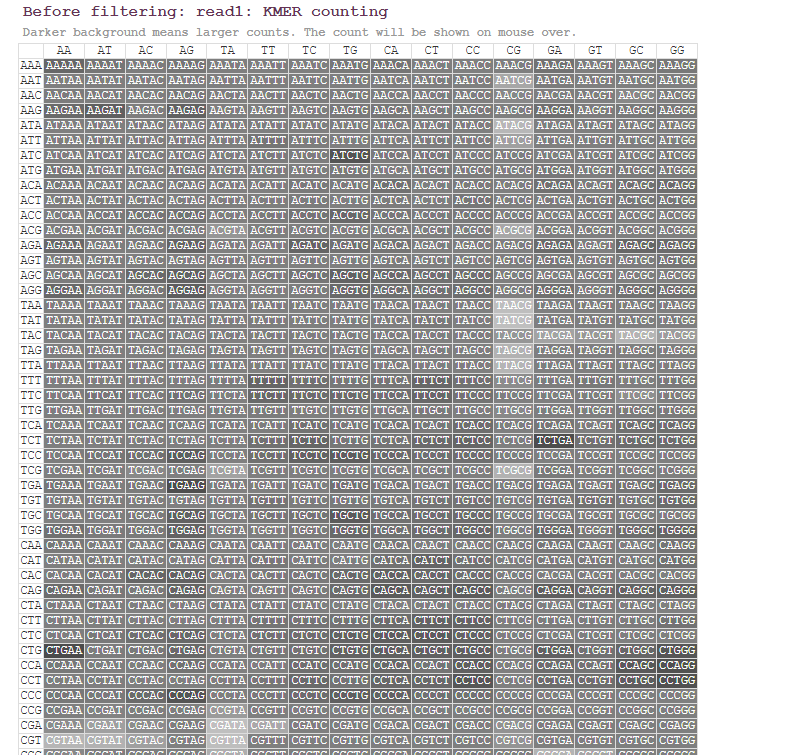 Before filtering: read1: KMER counting
Darker background means larger counts. The count will be shown on mouse over.
AA AT AC AG TA TT TC TG CA CT CC CG GA GT GC GG
AAA AAAAA AAAAT AAAAC AAAAG AAATA AAATT AAATC AAATG AAACA AAACT AAACC AAACG AAAGA AAAGT AAAGC AAAGG
AAT AATAA AATAT AATAC AATAG AATTA AATTT AATTC AATTG AATCA AATCT AATCC AATCG AATGA AATGT AATGC AATGG
AAC AACAA AACAT AACAC AACAG AACTA AACTT AACTC AACTG AACCA AACCT AACCC AACCG AACGA AACGT AACGC AACGG
AAG AAGAA AAGAT AAGAC AAGAG AAGTA AAGTT AAGTC AAGTG AAGCA AAGCT AAGCC AAGCG AAGGA AAGGT AAGGC AAGGG
ATA ATAAA ATAAT ATAAC ATAAG ATATA ATATT ATATC ATATG ATACA ATACT ATACC ATACG ATAGA ATAGT ATAGC ATAGG
ATT ATTAA ATTAT ATTAC ATTAG ATTTA ATTTT ATTTC ATTTG ATTCA ATTCT ATTCC ATTCG ATTGA ATTGT ATTGC ATTGG
ATC ATCAA ATCAT ATCAC ATCAG ATCTA ATCTT ATCTC ATCTG ATCCA ATCCT ATCCC ATCCG ATCGA ATCGT ATCGC ATCGG
ATG ATGAA ATGAT ATGAC ATGAG ATGTA ATGTT ATGTC ATGTG ATGCA ATGCT ATGCC ATGCG ATGGA ATGGT ATGGC ATGGG
ACA ACAAA ACAAT ACAAC ACAAG ACATA ACATT ACATC ACATG ACACA ACACT ACACC ACACG ACAGA ACAGT ACAGC ACAGG
ACT ACTAA ACTAT ACTAC ACTAG ACTTA ACTTT ACTTC ACTTG ACTCA ACTCT ACTCC ACTCG ACTGA ACTGT ACTGC ACTGG
ACC ACCAA ACCAT ACCAC ACCAG ACCTA ACCTT ACCTC ACCTG ACCCA ACCCT ACCCC ACCCG ACCGA ACCGT ACCGC ACCGG
ACG ACGAA ACGAT ACGAC ACGAG ACGTA ACGTT ACGTC ACGTG ACGCA ACGCT ACGCC ACGCG ACGGA ACGGT ACGGC ACGGG
AGA AGAAA AGAAT AGAAC AGAAG AGATA AGATT AGATC AGATG AGACA AGACT AGACC AGACG AGAGA AGAGT AGAGC AGAGG
AGT AGTAA AGTAT AGTAC AGTAG AGTTA AGTTT AGTTC AGTTG AGTCA AGTCT AGTCC AGTCG AGTGA AGTGT AGTGC AGTGG
AGC AGCAA AGCAT AGCAC AGCAG AGCTA AGCTT AGCTC AGCTG AGCCA AGCCT AGCCC AGCCG AGCGA AGCGT AGCGC AGCGG
AGG AGGAA AGGAT AGGAC AGGAG AGGTA AGGTT AGGTC AGGTG AGGCA AGGCT AGGCC AGGCG AGGGA AGGGT AGGGC AGGGG
TAA TAAAA TAAAT TAAAC TAAAG TAATA TAATT TAATC TAATG TAACA TAACT TAACC TAACG TAAGA TAAGT TAAGC TAAGG
TAT TATAA TATAT TATAC TATAG TATTA TATTT TATTC TATTG TATCA TATCT TATCC TATCG TATGA TATGT TATGC TATGG
TAC TACAA TACAT TACAC TACAG TACTA TACTT TACTC TACTG TACCA TACCT TACCC TACCG TACGA TACGT TACGC TACGG
TAG TAGAA TAGAT TAGAC TAGAG TAGTA TAGTT TAGTC TAGTG TAGCA TAGCT TAGCC TAGCG TAGGA TAGGT TAGGC TAGGG
TTA TTAAA TTAAT TTAAC TTAAG TTATA TTATT TTATC TTATG TTACA TTACT TTACC TTACG TTAGA TTAGT TTAGC TTAGG
TTT TTTAA TTTAT TTTAC TTTAG TTTTA TTTTT TTTTC TTTTG TTTCA TTTCT TTTCC TTTCG TTTGA TTTGT TTTGC TTTGG
TTC TTCAA TTCAT TTCAC TTCAG TTCTA TTCTT TTCTC TTCTG TTCCA TTCCT TTCCC TTCCG TTCGA TTCGT TTCGC TTCGG
TTG TTGAA TTGAT TTGAC TTGAG TTGTA TTGTT TTGTC TTGTG TTGCA TTGCT TTGCC TTGCG TTGGA TTGGT TTGGC TTGGG
TCA TCAAA TCAAT TCAAC TCAAG TCATA TCATT TCATC TCATG TCACA TCACT TCACC TCACG TCAGA TCAGT TCAGC TCAGG
TCT TCTAA TCTAT TCTAC TCTAG TCTTA TCTTT TCTTC TCTTG TCTCA TCTCT TCTCC TCTCG TCTGA TCTGT TCTGC TCTGG
TCC TCCAA TCCAT TCCAC TCCAG TCCTA TCCTT TCCTC TCCTG TCCCA TCCCT TCCCC TCCCG TCCGA TCCGT TCCGC TCCGG
TCG TCGAA TCGAT TCGAC TCGAG TCGTA TCGTT TCGTC TCGTG TCGCA TCGCT TCGCC TCGCG TCGGA TCGGT TCGGC TCGGG
TGA TGAAA TGAAT TGAAC TGAAG TGATA TGATT TGATC TGATG TGACA TGACT TGACC TGACG TGAGA TGAGT TGAGC TGAGG
TGT TGTAA TGTAT TGTAC TGTAG TGTTA TGTTT TGTTC TGTTG TGTCA TGTCT TGTCC TGTCG TGTGA TGTGT TGTGC TGTGG
TGC TGCAA TGCAT TGCAC TGCAG TGCTA TGCTT TGCTC TGCTG TGCCA TGCCT TGCCC TGCCG TGCGA TGCGT TGCGC TGCGG
TGG TGGAA TGGAT TGGAC TGGAG TGGTA TGGTT TGGTC TGGTG TGGCA TGGCT TGGCC TGGCG TGGGA TGGGT TGGGC TGGGG
CAA CAAAA CAAAT CAAAC CAAAG CAATA CAATT CAATC CAATG CAACA CAACT CAACC CAACG CAAGA CAAGT CAAGC CAAGG
CAT CATAA CATAT CATAC CATAG CATTA CATTT CATTC CATTG CATCA CATCT CATCC CATCG CATGA CATGT CATGC CATGG
CAC CACAA CACAT CACAC CACAG CACTA CACTT CACTC CACTG CACCA CACCT CACCC CACCG CACGA CACGT CACGC CACGG
CAG CAGAA CAGAT CAGAC CAGAG CAGTA CAGTT CAGTC CAGTG CAGCA CAGCT CAGCC CAGCG CAGGA CAGGT CAGGC CAGGG
CTA CTAAA CTAAT CTAAC CTAAG CTATA CTATT CTATC CTATG CTACA CTACT CTACC CTACG CTAGA CTAGT CTAGC CTAGG
CTT CTTAA CTTAT CTTAC CTTAG CTTTA CTTTT CTTTC CTTTG CTTCA CTTCT CTTCC CTTCG CTTGA CTTGT CTTGC CTTGG
CTC CTCAA CTCAT CTCAC CTCAG CTCTA CTCTT CTCTC CTCTG CTCCA CTCCT CTCCC CTCCG CTCGA CTCGT CTCGC CTCGG
CTG CTGAA CTGAT CTGAC CTGAG CTGTA CTGTT CTGTC CTGTG CTGCA CTGCT CTGCC CTGCG CTGGA CTGGT CTGGC CTGGG
CCA CCAAA CCAAT CCAAC CCAAG CCATA CCATT CCATC CCATG CCACA CCACT CCACC CCACG CCAGA CCAGT CCAGC CCAGG
CCT CCTAA CCTAT CCTAC CCTAG CCTTA CCTTT CCTTC CCTTG CCTCA CCTCT CCTCC CCTCG CCTGA CCTGT CCTGC CCTGG
CCC CCCAA CCCAT CCCAC CCCAG CCCTA CCCTT CCCTC CCCTG CCCCA CCCCT CCCCC CCCCG CCCGA CCCGT CCCGC CCCGG
CCG CCGAA CCGAT CCGAC CCGAG CCGTA CCGTT CCGTC CCGTG CCGCA CCGCT CCGCC CCGCG CCGGA CCGGT CCGGC CCGGG
CGA CGAAA CGAAT CGAAC CGAAG CGATA CGATT CGATC CGATG CGACA CGACT CGACC CGACG CGAGA CGAGT CGAGC CGAGG
CGT CGTAA CGTAT CGTAC CGTAG CGTTA CGTTT CGTTC CGTTG CGTCA CGTCT CGTCC CGTCG CGTGA CGTGT CGTGC CGTGG